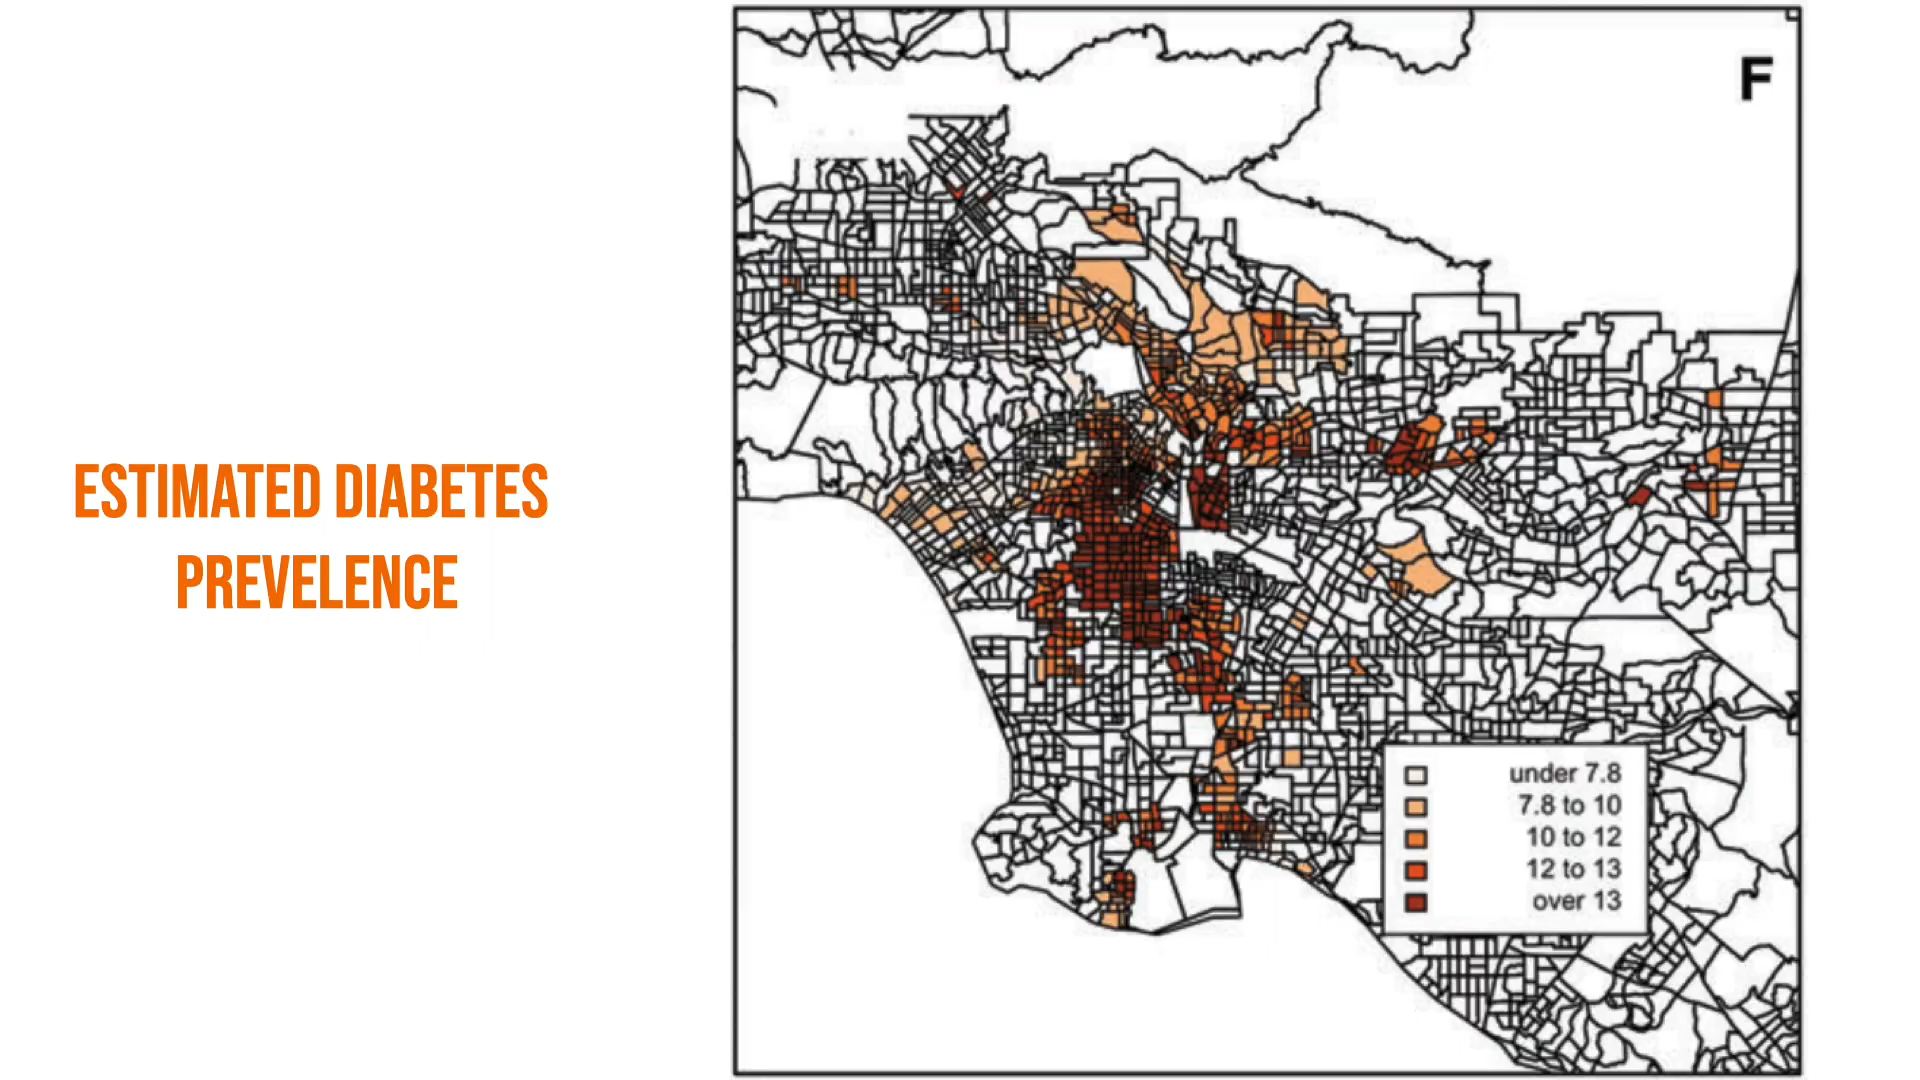 ESTIMATED DIABETES
PREVELENCE
F
under 7.8
7.8 to 10
10 to 12
12 to 13
over 13